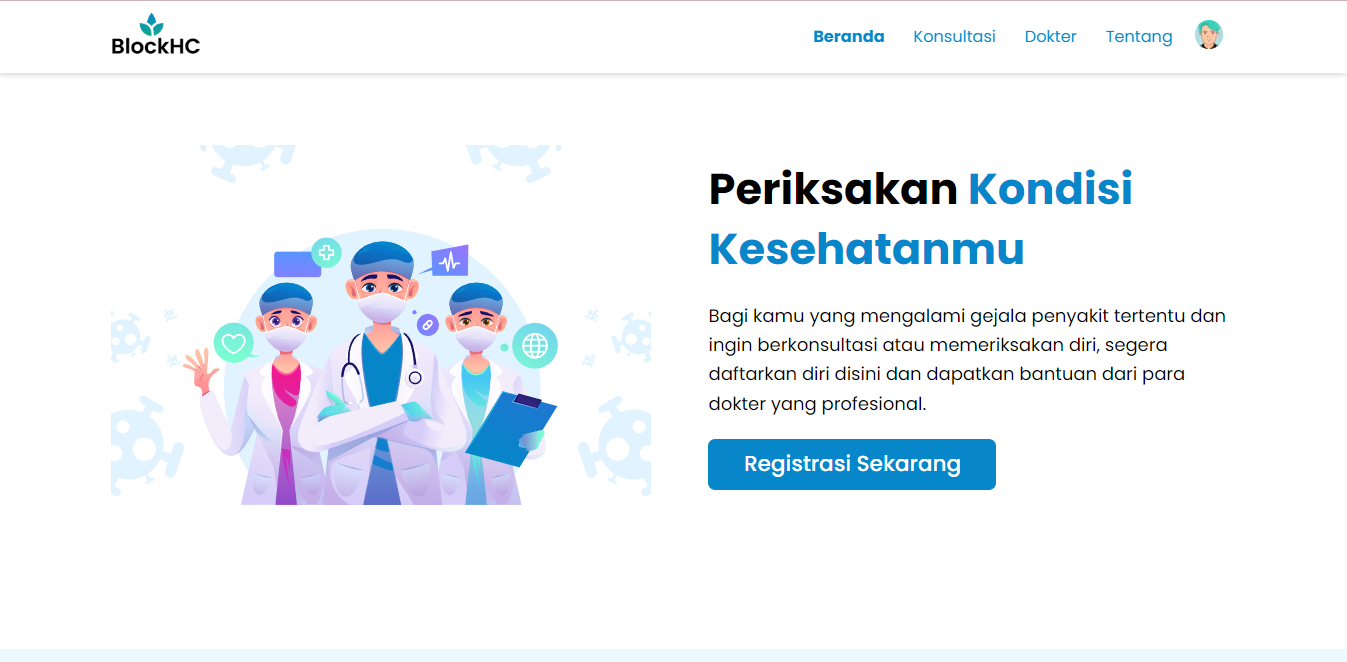 BlockHC
Beranda Konsultasi Dokter Tentang
Periksakan Kondisi
Kesehatanmu
Bagi kamu yang mengalami gejala penyakit tertentu dan
ingin berkonsultasi atau memeriksakan diri, segera
daftarkan diri disini dan dapatkan bantuan dari para
dokter yang profesional.
Registrasi Sekarang